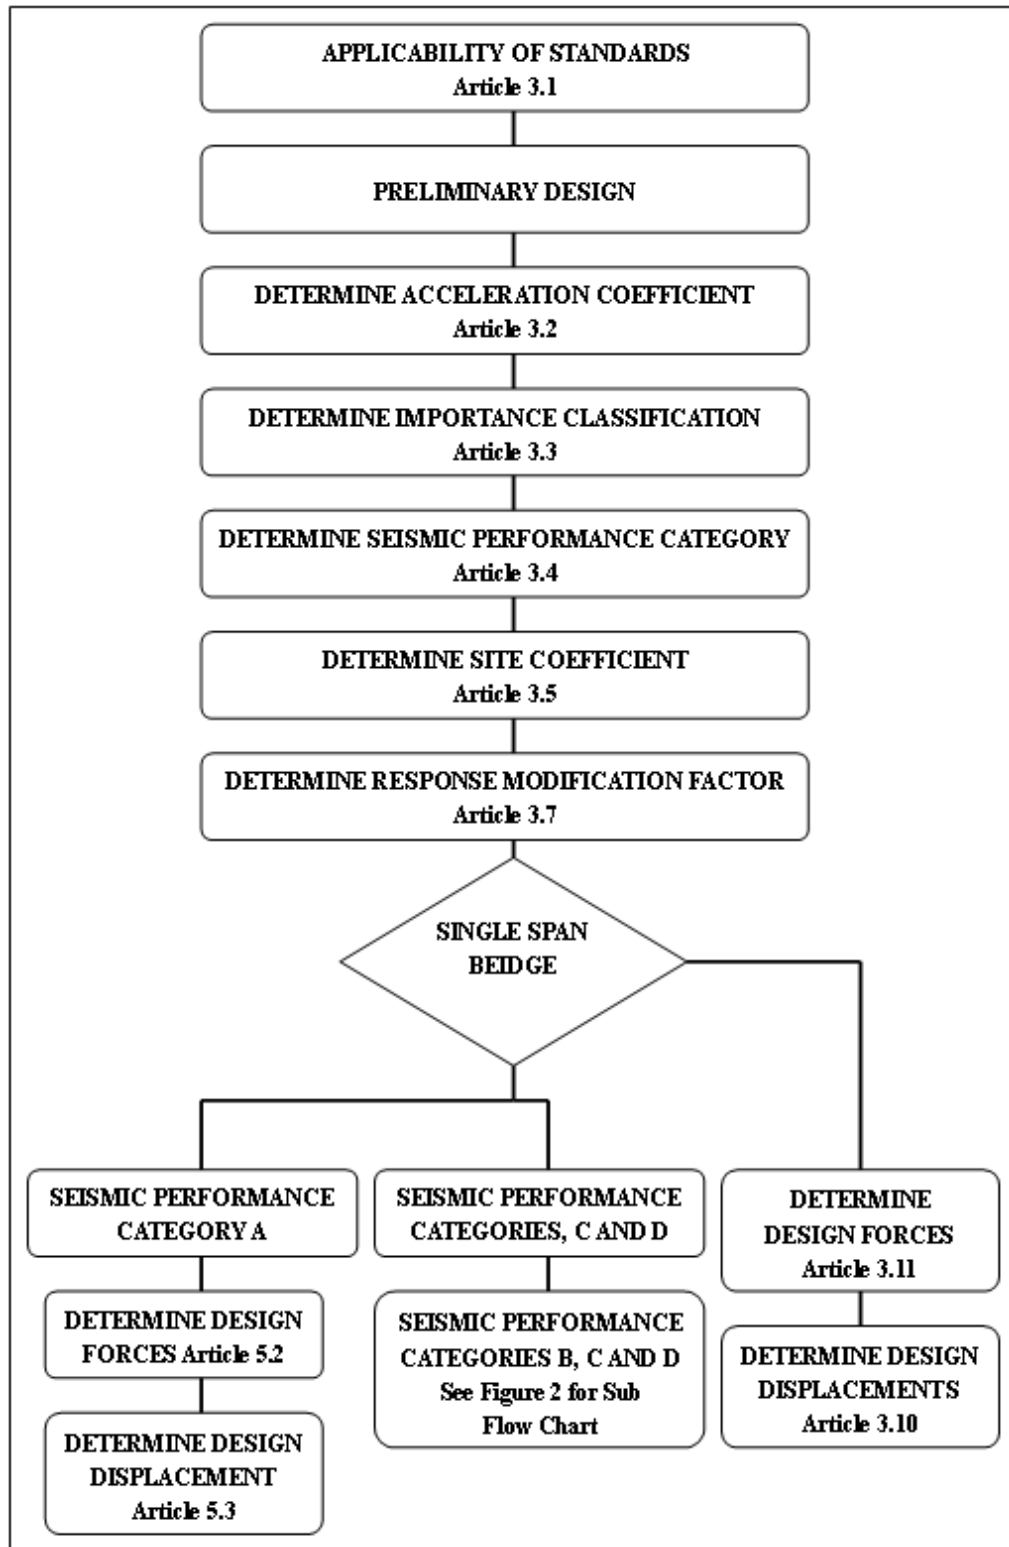 APPLICABILITY OF STANDARDS
Article 3.1
PRELIMINARY DESIGN
DETERMINE ACCELERATION COEFFICIENT
Article 3.2
DETERMINE IMPORTANCE CLASSIFICATION
Article 3.3
DETERMINE SEISMIC PERFORMANCE CATEGORY
Article 3.4
DETERMINE SITE COEFFICIENT
Article 3.5
DETERMINE RESPONSE MODIFICATION FACTOR
Article 3.7
SINGLE SPAN
BEIDGE
SEISMIC PERFORMANCE
CATEGORY A
DETERMINE DESIGN
FORCES Article 5.2
DETERMINE DESIGN
DISPLACEMENT
Article 5.3
SEISMIC PERFORMANCE
CATEGORIES, C AND D
SEISMIC PERFORMANCE
CATEGORIES B, C AND D
See Figure 2 for Sub
Flow Chart
DETERMINE
DESIGN FORCES
Article 3.11
DETERMINE DESIGN
DISPLACEMENTS
Article 3.10